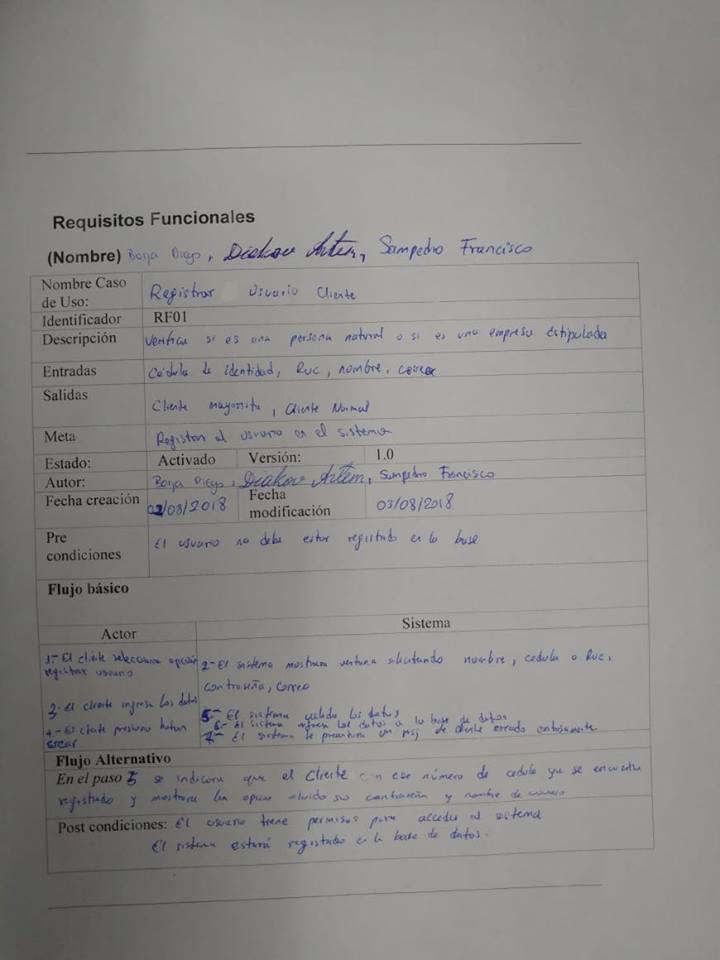 Requisitos Funcionales
(Nombre) Borja Diego, Diakov Artem, Sampedro Francisco
Nombre Caso de Uso: Registrar Usuario Cliente
Identificador RF01
Descripción Verifica si es una persona natural o si es una empresa estipulada
Entradas Cédula de identidad, Ruc, nombre, correo
Salidas Cliente mayorista, Cliente Normal
Meta Registrar al usuario en el sistema
Estado: Activado Versión: 1.0
Autor: Borja Diego, Diakov Artem, Sampedro Francisco
Fecha creación 02/08/2018 Fecha modificación 03/08/2018
Pre condiciones El usuario no debe estar registrado en la base
Flujo básico
Actor Sistema
1.- El cliente selecciona opción registrar usuario
2.- El sistema mostrara ventana solicitando nombre, cedula o Ruc, contraseña, correo
3.- el cliente ingresa los datos
4.- El cliente presiona boton crear
5.- El sistema valida los datos
6.- El sistema ingresa los datos a la base de datos
7.- El sistema te presentara un msj de cliente creado exitosamente
Flujo Alternativo
En el paso 5 se indicara que el cliente con ese número de cedula ya se encuentra
registrado y mostrara la opcion olvido su contraseña y nombre de usuario
Post condiciones: El usuario tiene permisos para acceder al sistema
El sistema estará registrado en la base de datos.